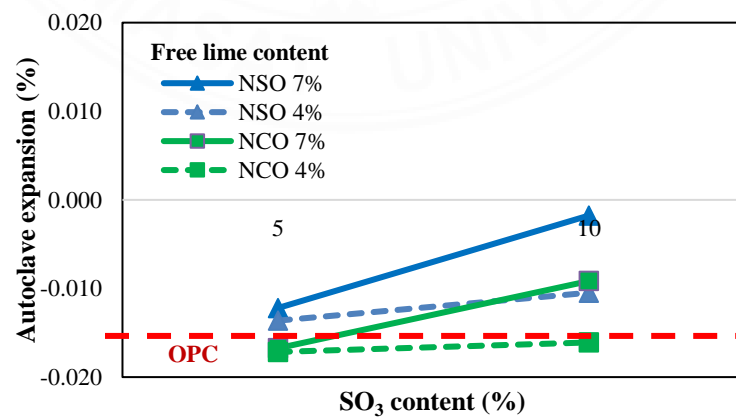 UNIVE
0.020
0.010
0.000
-0.010
-0.020
Autoclave expansion (%)
Free lime content
NSO 7%
NSO 4%
NCO 7%
NCO 4%
5
10
OPC
SO₃ content (%)